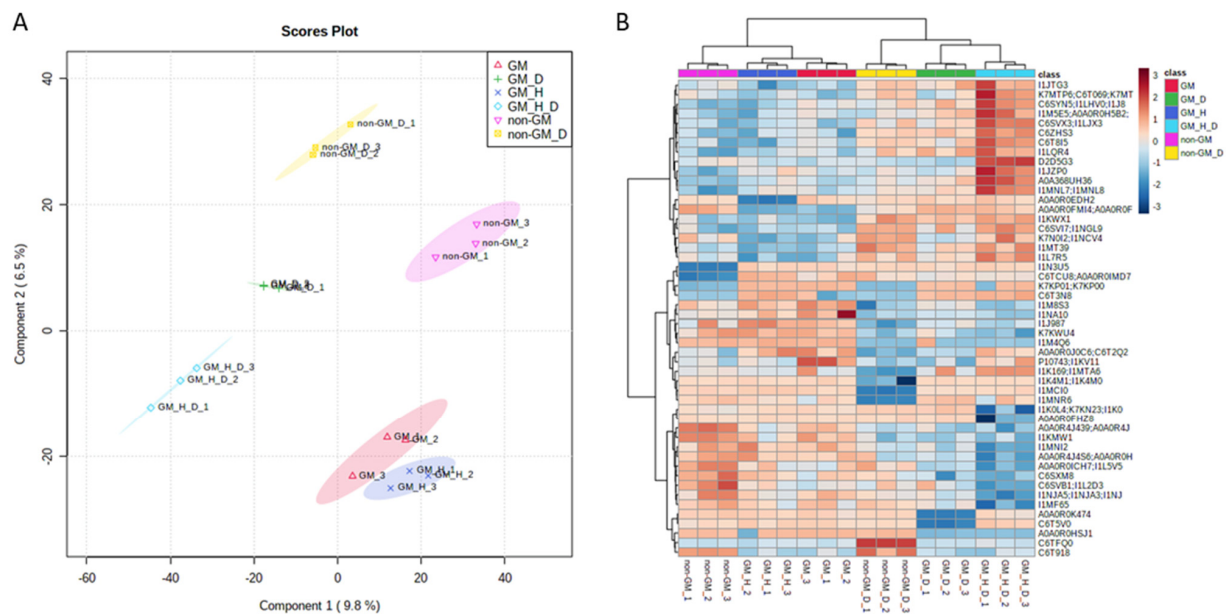 A
Scores Plot
GM
GM_D
GM_H
GM_H_D
non-GM
non-GM_D
non-GM_D_1
non-GM_D_3
non-GM_D_2
non-GM_3
non-GM_2
non-GM_1
GM_D_1
GM_H_D_3
GM_H_D_2
GM_H_D_1
GM_2
GM_3
GM_H_1
GM_H_2
GM_H_3
40
20
0
-20
-60
-40
-20
0
20
40
Component 2 ( 6.5 %)
Component 1 ( 9.8 %)
B
class
I1JTG3
K7MTP6;C6T069;K7MT
C6SYN5;I1LHV0;I1J8
I1M5E5;A0A0R0H5B2;
C6SVX3;I1LJX3
C6ZHS3
C6T8I5
I1LQR4
D2D5G3
I1JZP0
A0A368UH36
I1MNL7;I1MNL8
A0A0R0EDH2
A0A0R0FMI4;A0A0R0F
I1KWX1
C6SVI7;I1NGL9
K7N0I2;I1NCV4
I1MT39
I1L7R5
I1N3U5
C6TCU8;A0A0R0IMD7
K7KP01;K7KP00
C6T3N8
I1M8S3
I1NA10
I1J987
K7KWU4
I1M4Q6
A0A0R0J0C6;C6T2Q2
P10743;I1KV11
I1K169;I1MTA6
I1K4M1;I1K4M0
I1MCI0
I1MNR6
I1K0L4;K7KN23;I1K0
A0A0R0FHZ8
A0A0R4J439;A0A0R4J
I1KMW1
I1MNI2
A0A0R4J4S6;A0A0R0H
A0A0R0ICH7;I1L5V5
C6SXM8
C6SVB1;I1L2D3
I1NJA5;I1NJA3;I1NJ
I1MF65
A0A0R0K474
C6T5V0
A0A0R0HSJ1
C6TFQ0
C6T918
non-GM_1
non-GM_2
non-GM_3
GM_H_2
GM_H_1
GM_H_3
GM_3
GM_1
GM_2
non-GM_D_1
non-GM_D_2
non-GM_D_3
GM_D_1
GM_D_2
GM_D_3
GM_H_D_1
GM_H_D_2
GM_H_D_3
3
2
1
0
-1
-2
-3
class
GM
GM_D
GM_H
GM_H_D
non-GM
non-GM_D